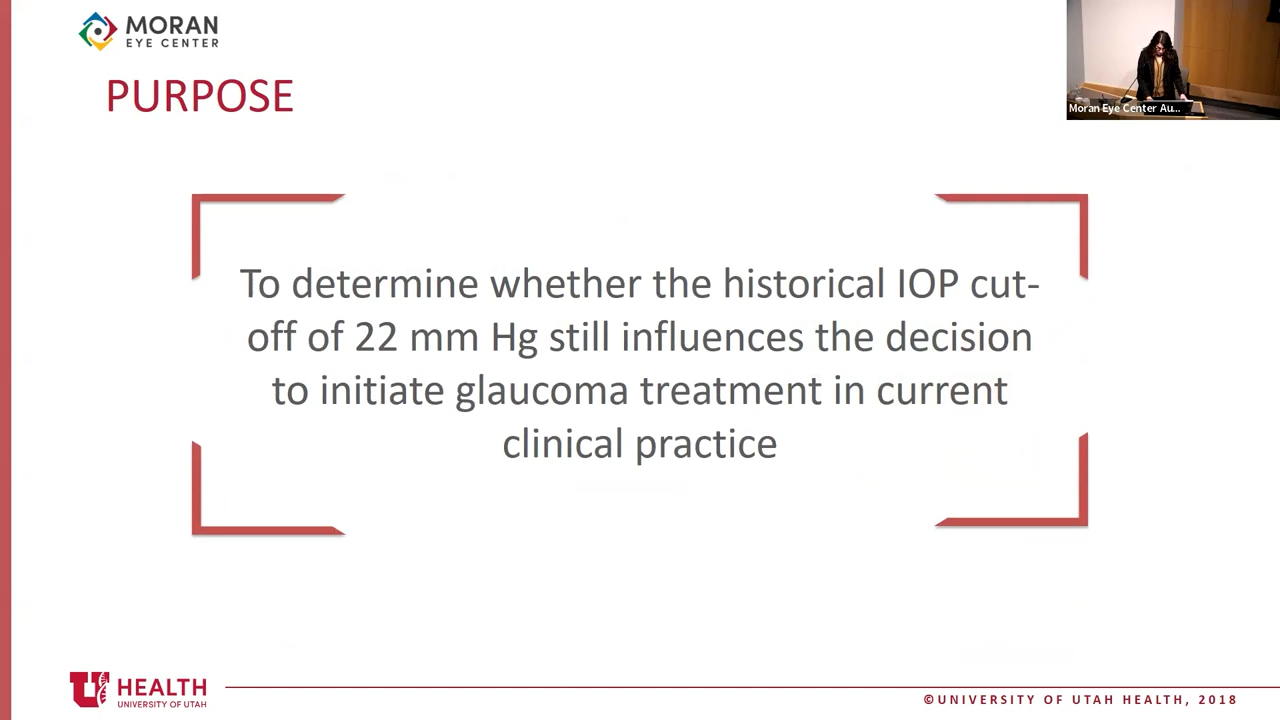 MORAN
EYE CENTER
PURPOSE
Moran Eye Center Au...
To determine whether the historical IOP cut-
off of 22 mm Hg still influences the decision
to initiate glaucoma treatment in current
clinical practice
U HEALTH
UNIVERSITY OF UTAH
©UNIVERSITY OF UTAH HEALTH, 2018